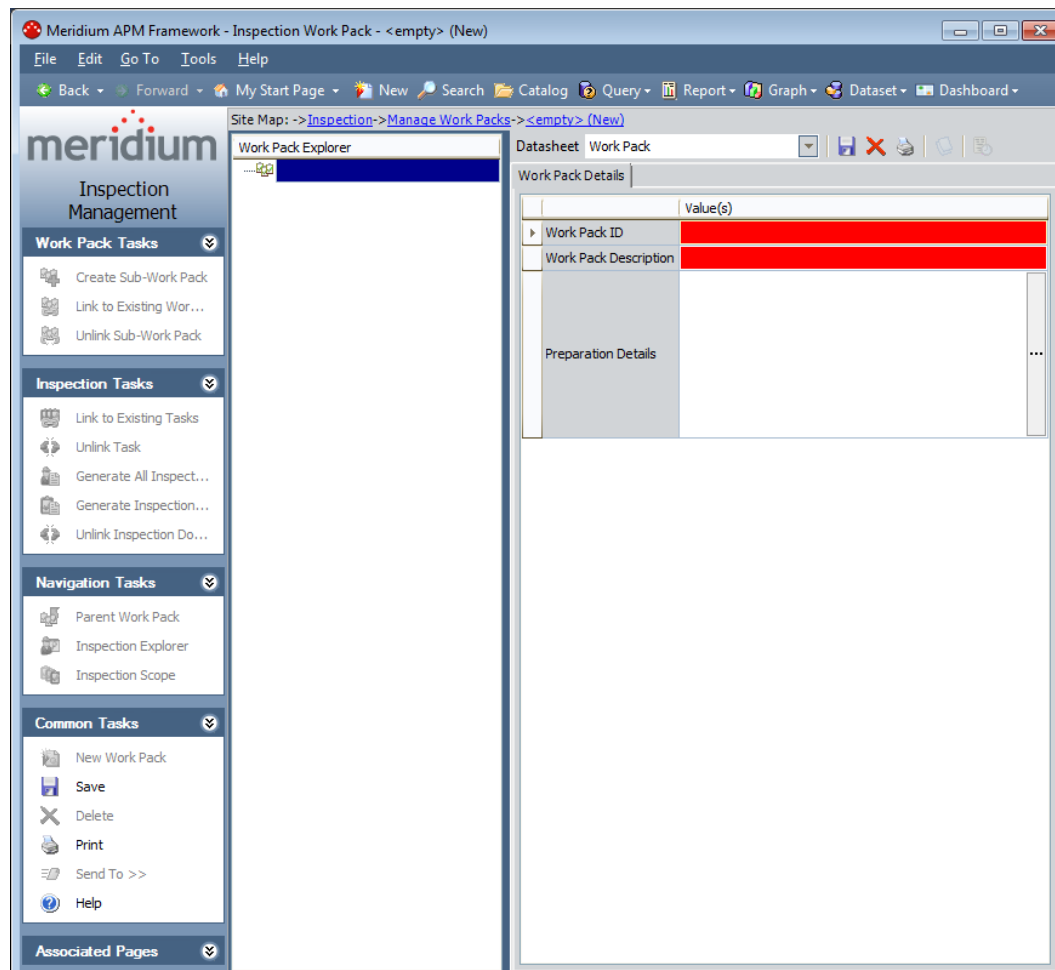 Meridium APM Framework - Inspection Work Pack - <empty> (New)
File Edit Go To Tools Help
Back Forward My Start Page New Search Catalog Query Report Graph Dataset Dashboard
meridium
Inspection
Management
Work Pack Tasks
Create Sub-Work Pack
Link to Existing Wor...
Unlink Sub-Work Pack
Inspection Tasks
Link to Existing Tasks
Unlink Task
Generate All Inspect...
Generate Inspection...
Unlink Inspection Do...
Navigation Tasks
Parent Work Pack
Inspection Explorer
Inspection Scope
Common Tasks
New Work Pack
Save
Delete
Print
Send To >>
Help
Associated Pages
Site Map: ->Inspection->Manage Work Packs-><empty> (New)
Work Pack Explorer
Datasheet Work Pack
Work Pack Details
Value(s)
Work Pack ID
Work Pack Description
Preparation Details
...